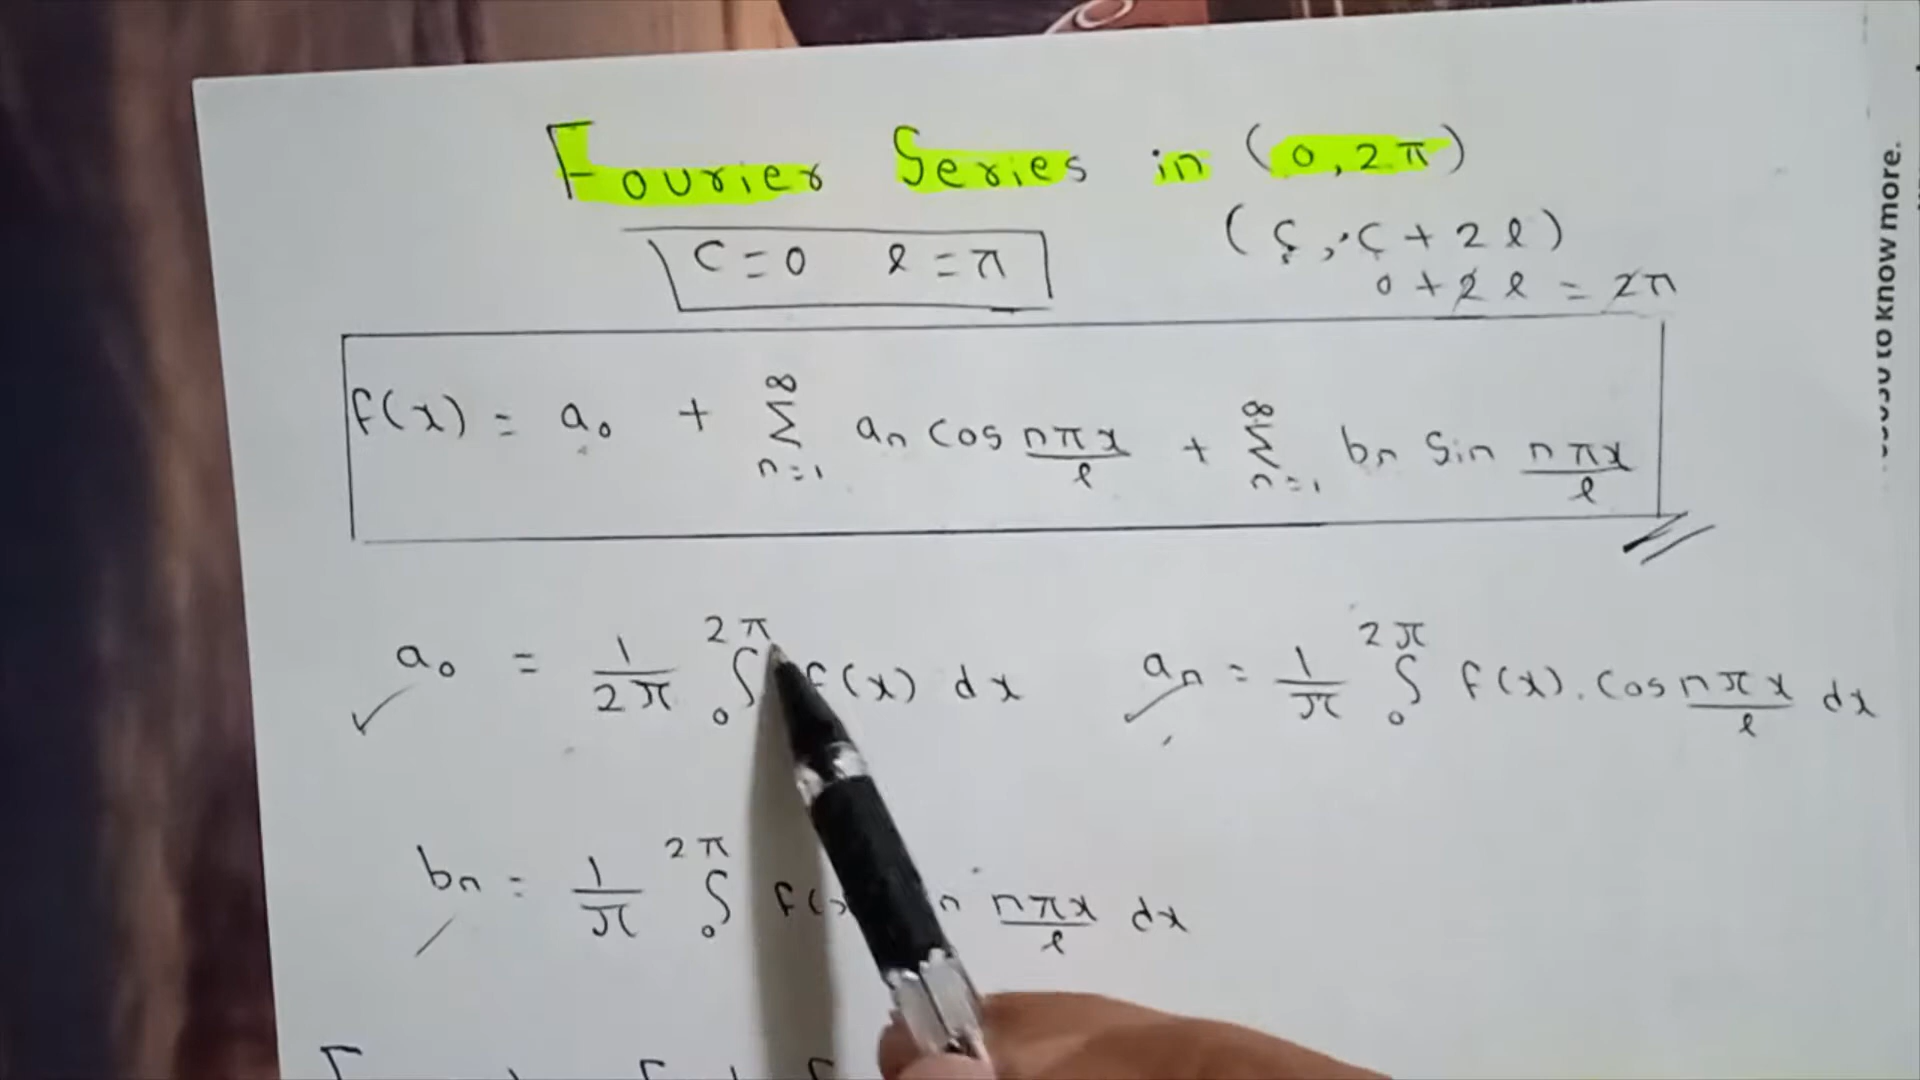 Fourier Series in (0, 2π)
c = 0 l = π
(c, c + 2l)
0 + 2l = 2π
f(x) = a₀ + ∞ Σ n=1 aₙ cos nπx/l + ∞ Σ n=1 bₙ sin nπx/l
a₀ = 1/2π ∫₀^2π f(x) dx
aₙ = 1/π ∫₀^2π f(x). cos nπx/l dx
bₙ = 1/π ∫₀^2π f( n nπx/l dx
to know more.